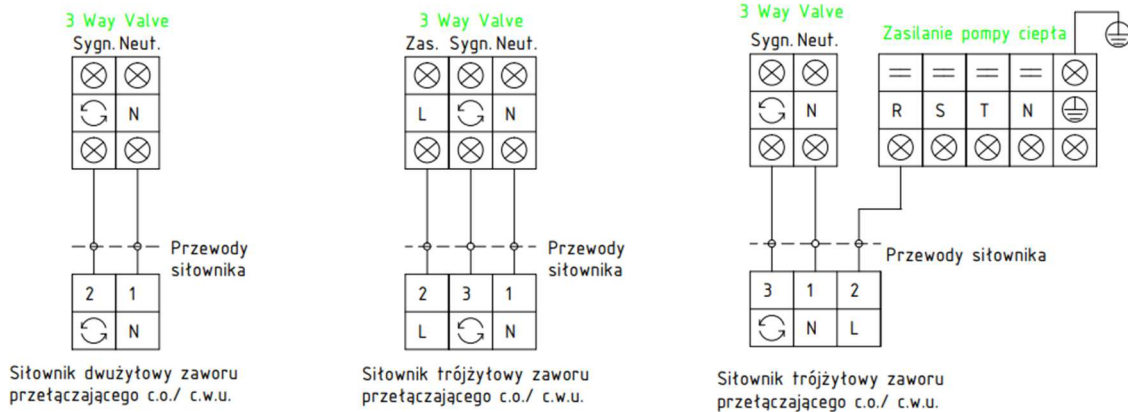 3 Way Valve
Sygn. Neut.
N
Przewody
siłownika
2 1
N
Siłownik dwużyłowy zaworu
przełączającego c.o./ c.w.u.
3 Way Valve
Zas. Sygn. Neut.
L N
Przewody
siłownika
2 3 1
L N
Siłownik trójżyłowy zaworu
przełączającego c.o./ c.w.u.
3 Way Valve
Sygn. Neut.
N
Zasilanie pompy ciepła
R S T N
Przewody siłownika
3 1 2
N L
Siłownik trójżyłowy zaworu
przełączającego c.o./ c.w.u.